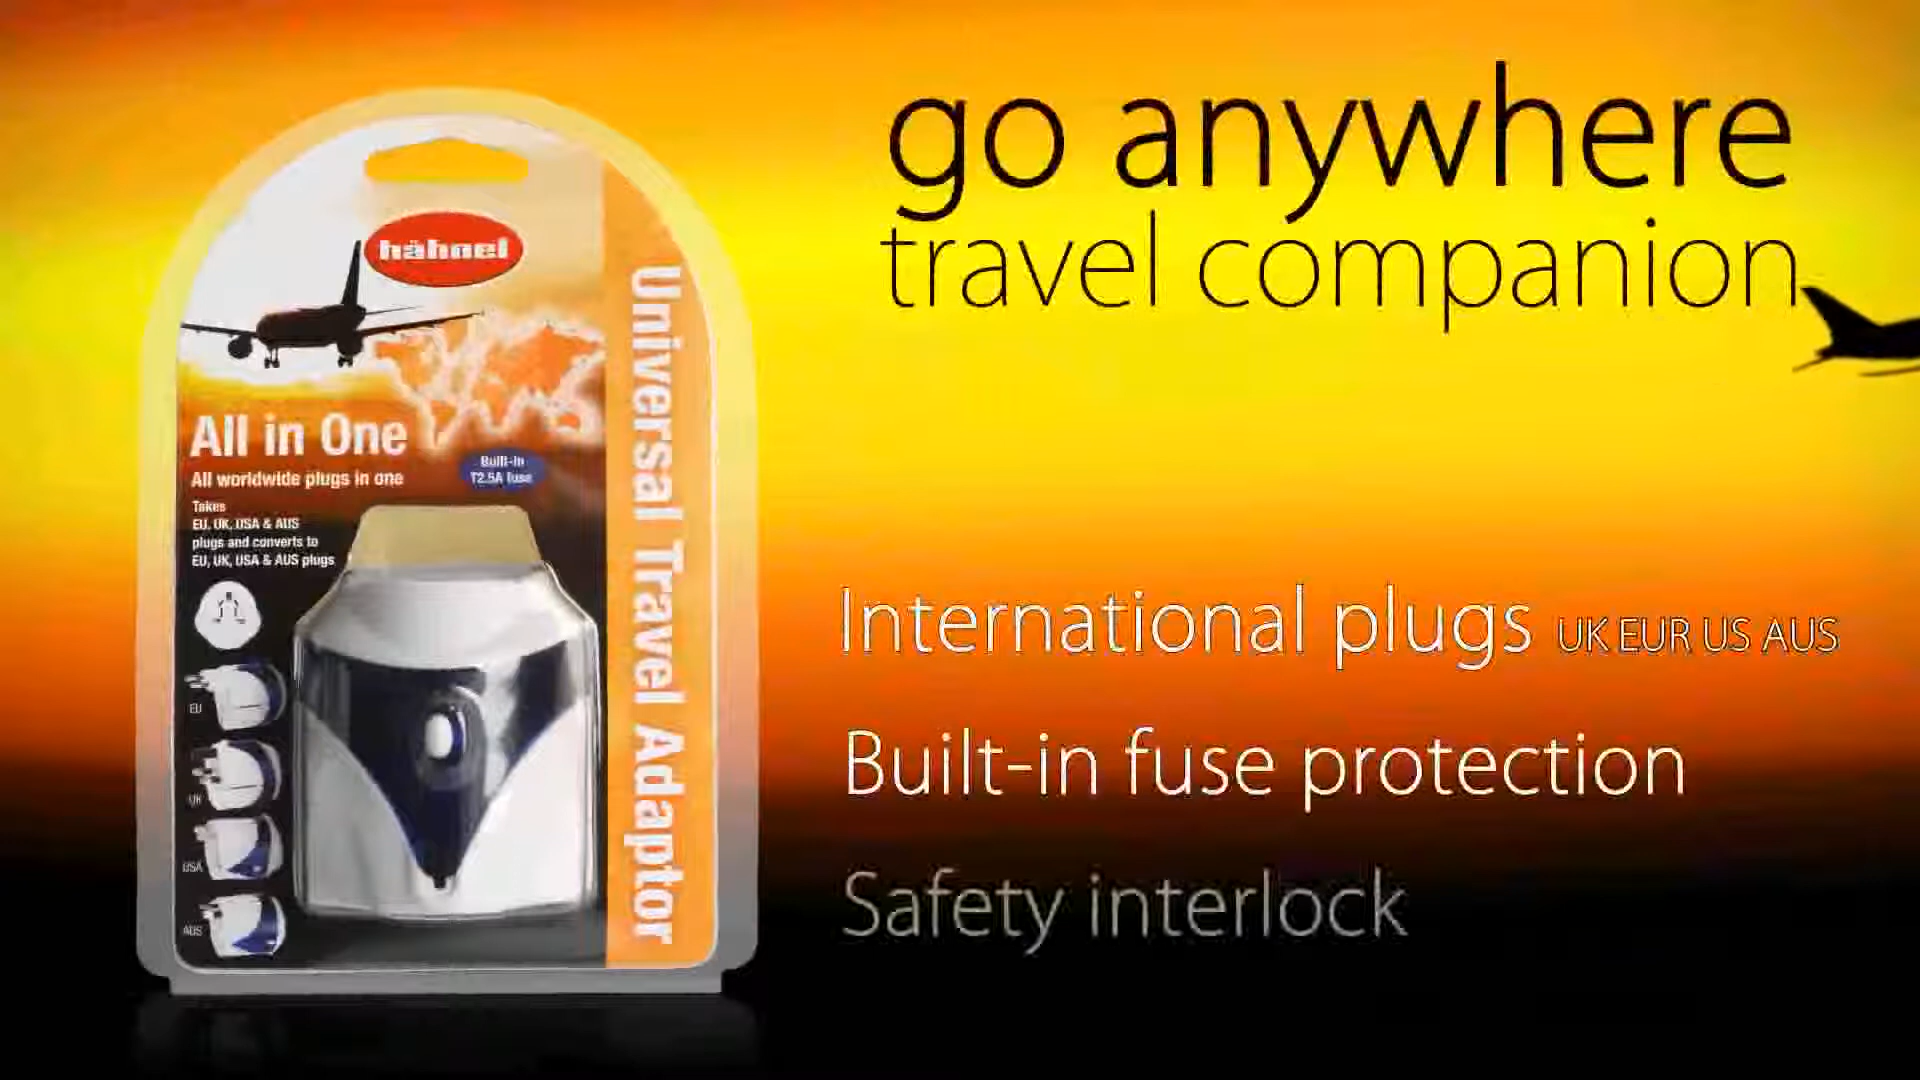 go anywhere
travel companion
hähnel
Universal Travel Adaptor
All in One
All worldwide plugs in one
Built-in
T2.5A fuse
Takes
EU, UK, USA & AUS
plugs and converts to
EU, UK, USA & AUS plugs
EU
UK
USA
AUS
International plugs UK EUR US AUS
Built-in fuse protection
Safety interlock